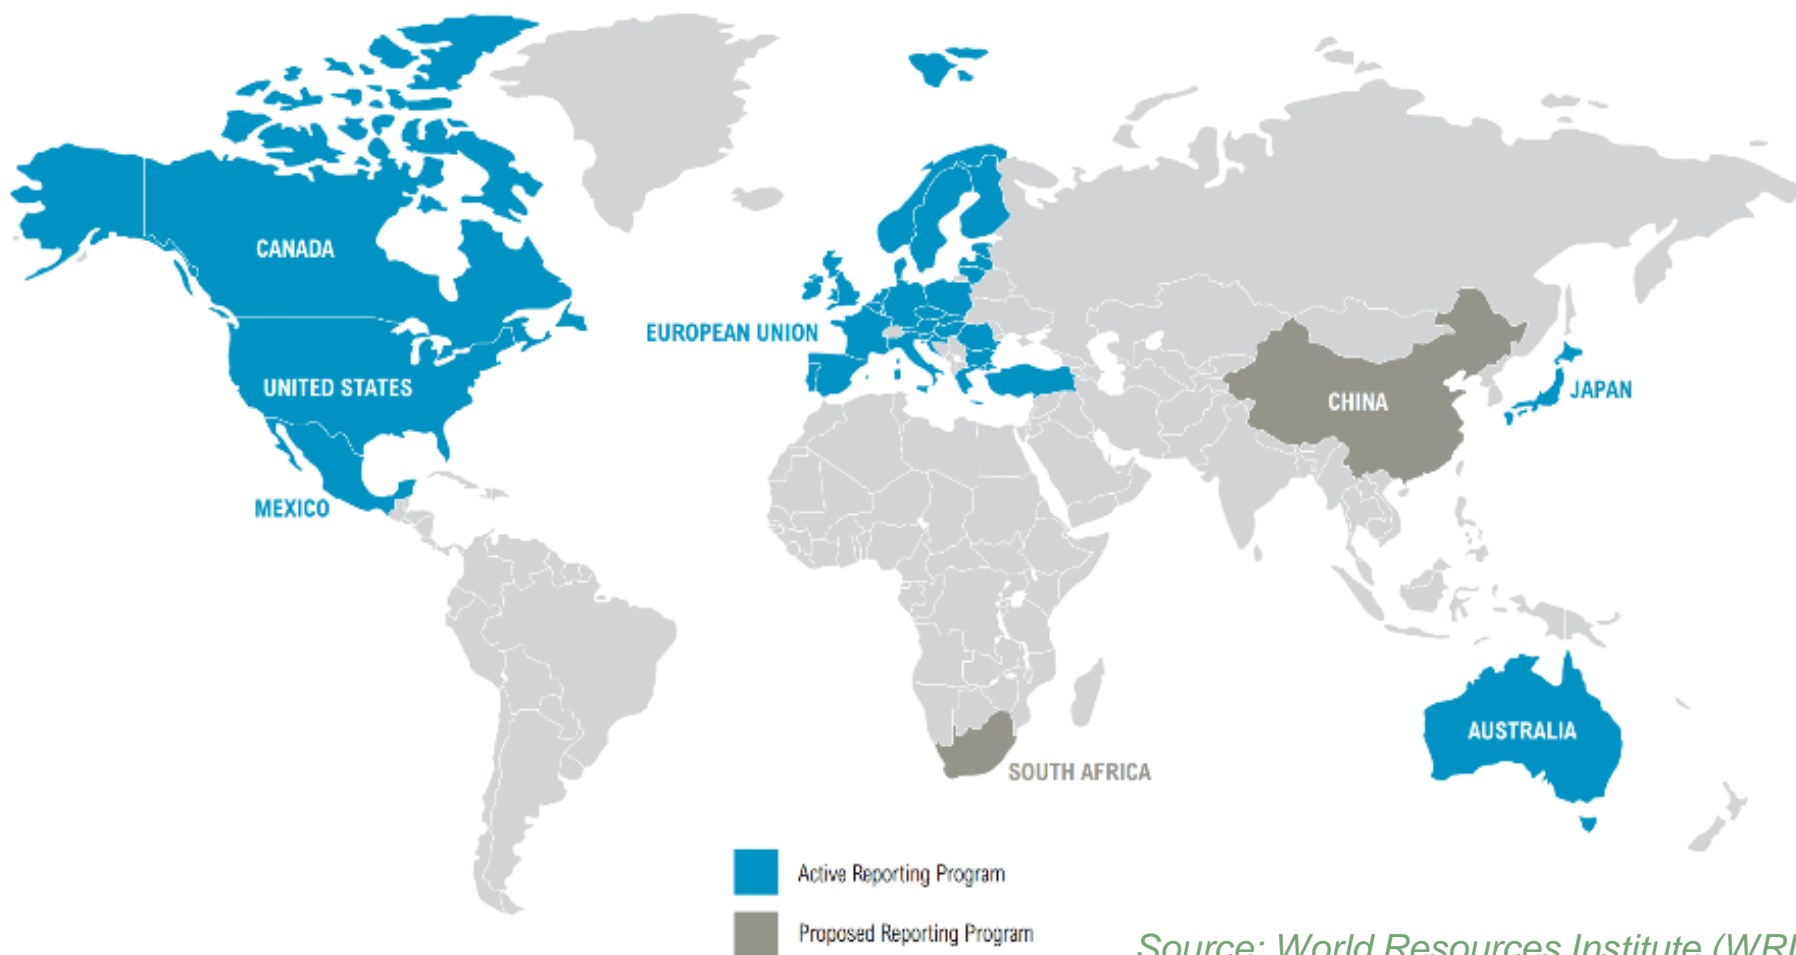 CANADA
EUROPEAN UNION
UNITED STATES
JAPAN
CHINA
MEXICO
AUSTRALIA
SOUTH AFRICA
Active Reporting Program
Proposed Reporting Program
Source: World Resources Institute (WRI